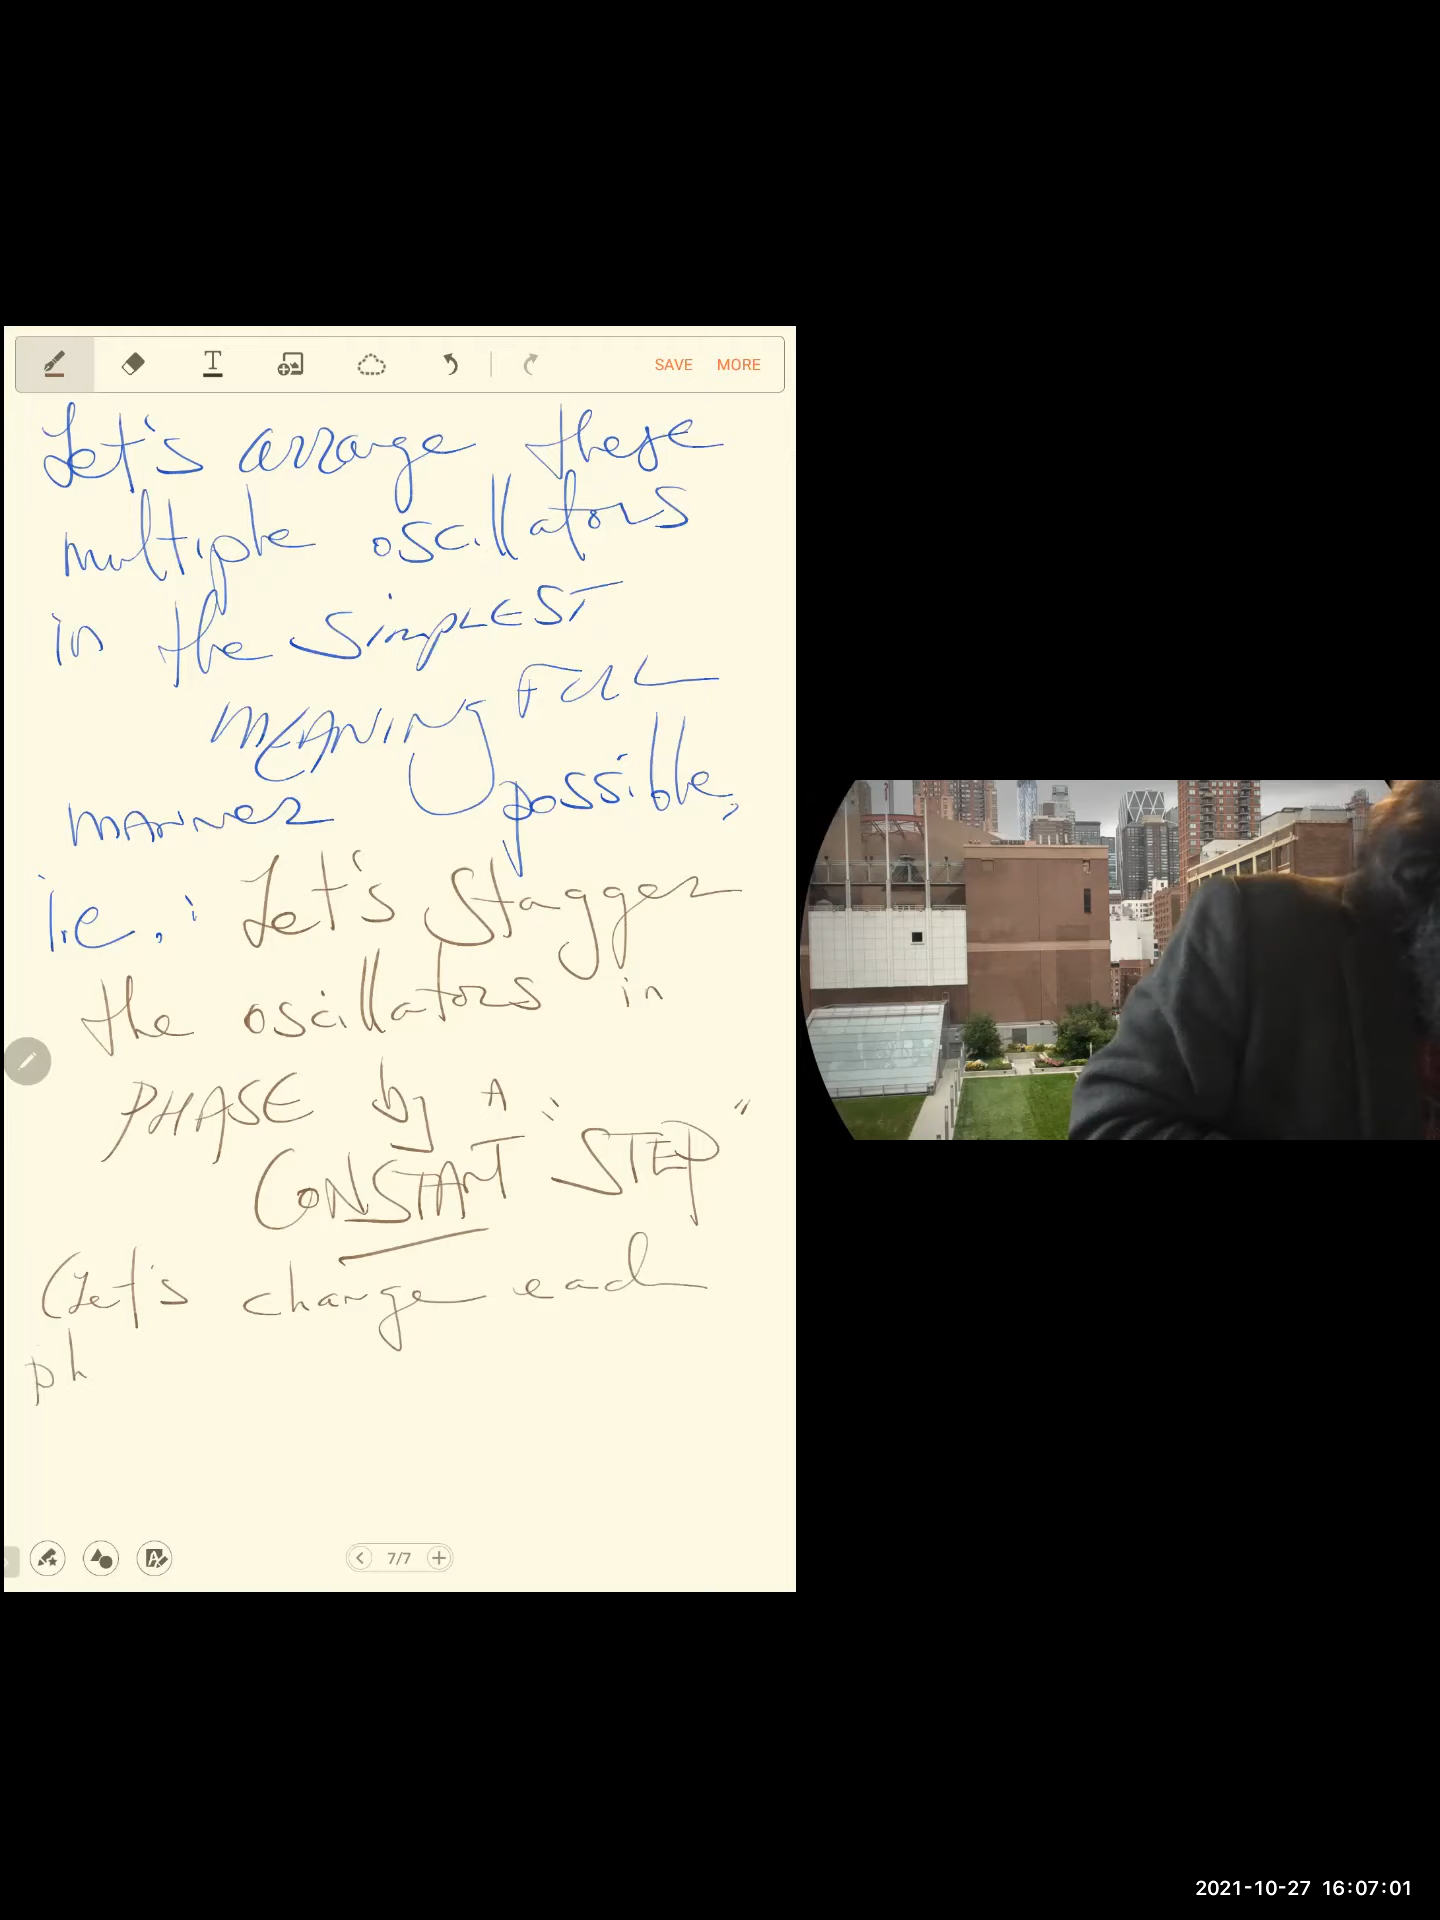 T
SAVE MORE
Let's arrange these
multiple oscillators
in the SimpLEST
MEANINGFUL
MANNER possible,
i.e.: Let's Stagger
the oscillators in
PHASE by A
CONSTANT "STEP"
(Let's change each
ph
A
7/7
2021-10-27 16:07:01